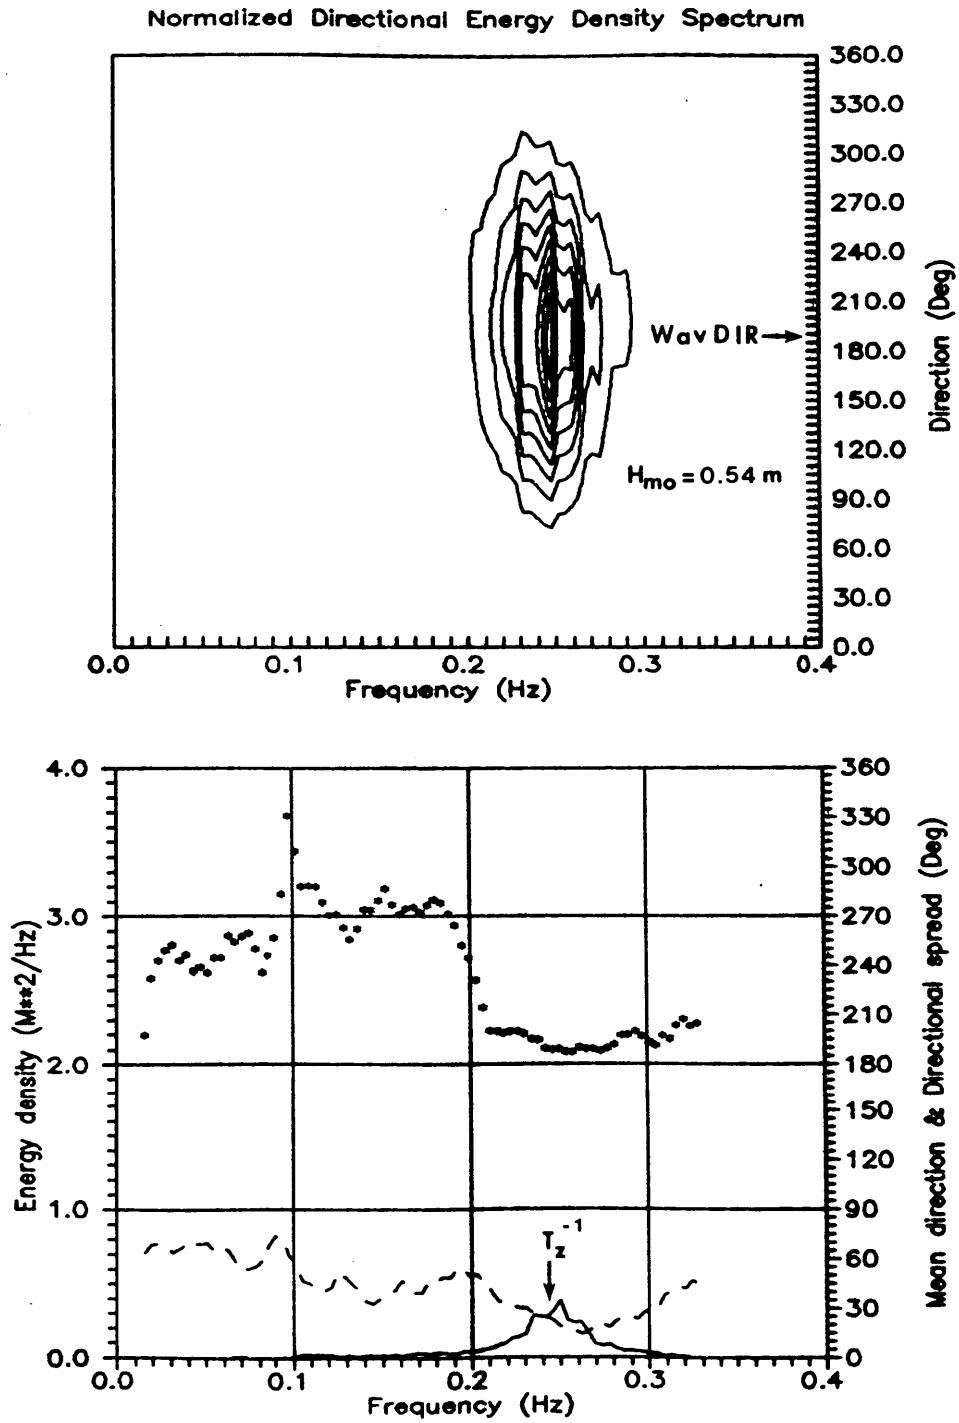 Normalized Directional Energy Density Spectrum
360.0
330.0
300.0
270.0
240.0
210.0
180.0
150.0
120.0
90.0
60.0
30.0
0.0
Direction (Deg)
Wav DIR
Hmo = 0.54 m
0.0 0.1 0.2 0.3 0.4
Frequency (Hz)
4.0
3.0
2.0
1.0
0.0
Energy density (M**2/Hz)
360
330
300
270
240
210
180
150
120
90
60
30
0
Mean direction & Directional spread (Deg)
Tz-1
0.0 0.1 0.2 0.3 0.4
Frequency (Hz)